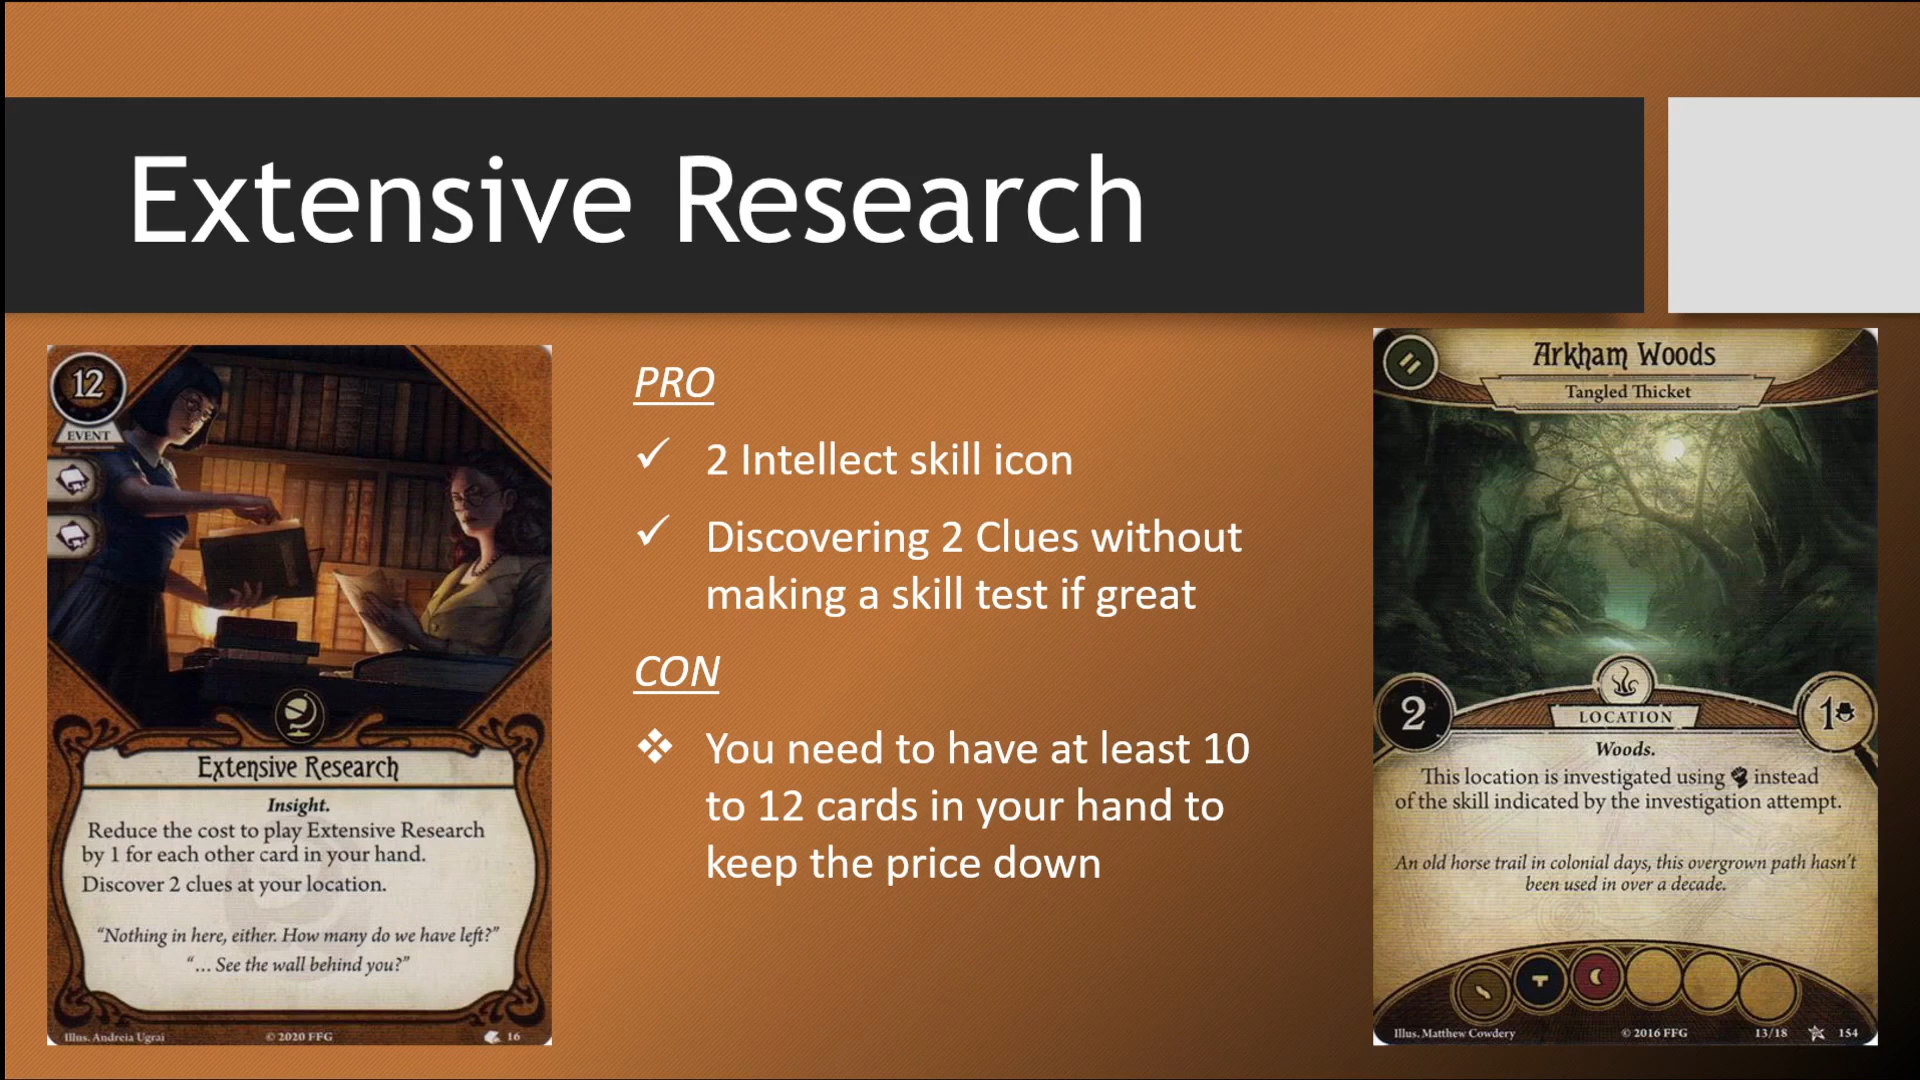 Extensive Research
12
EVENT
Extensive Research
Insight.
Reduce the cost to play Extensive Research
by 1 for each other card in your hand.
Discover 2 clues at your location.
“Nothing in here, either. How many do we have left?”
“... See the wall behind you?”
Illus. Andreia Ugrai
© 2020 FFG
16
PRO
2 Intellect skill icon
Discovering 2 Clues without
making a skill test if great
CON
You need to have at least 10
to 12 cards in your hand to
keep the price down
Arkham Woods
Tangled Thicket
2
LOCATION
1
Woods.
This location is investigated using instead
of the skill indicated by the investigation attempt.
An old horse trail in colonial days, this overgrown path hasn't
been used in over a decade.
Illus. Matthew Cowdery
© 2016 FFG
13/18
154